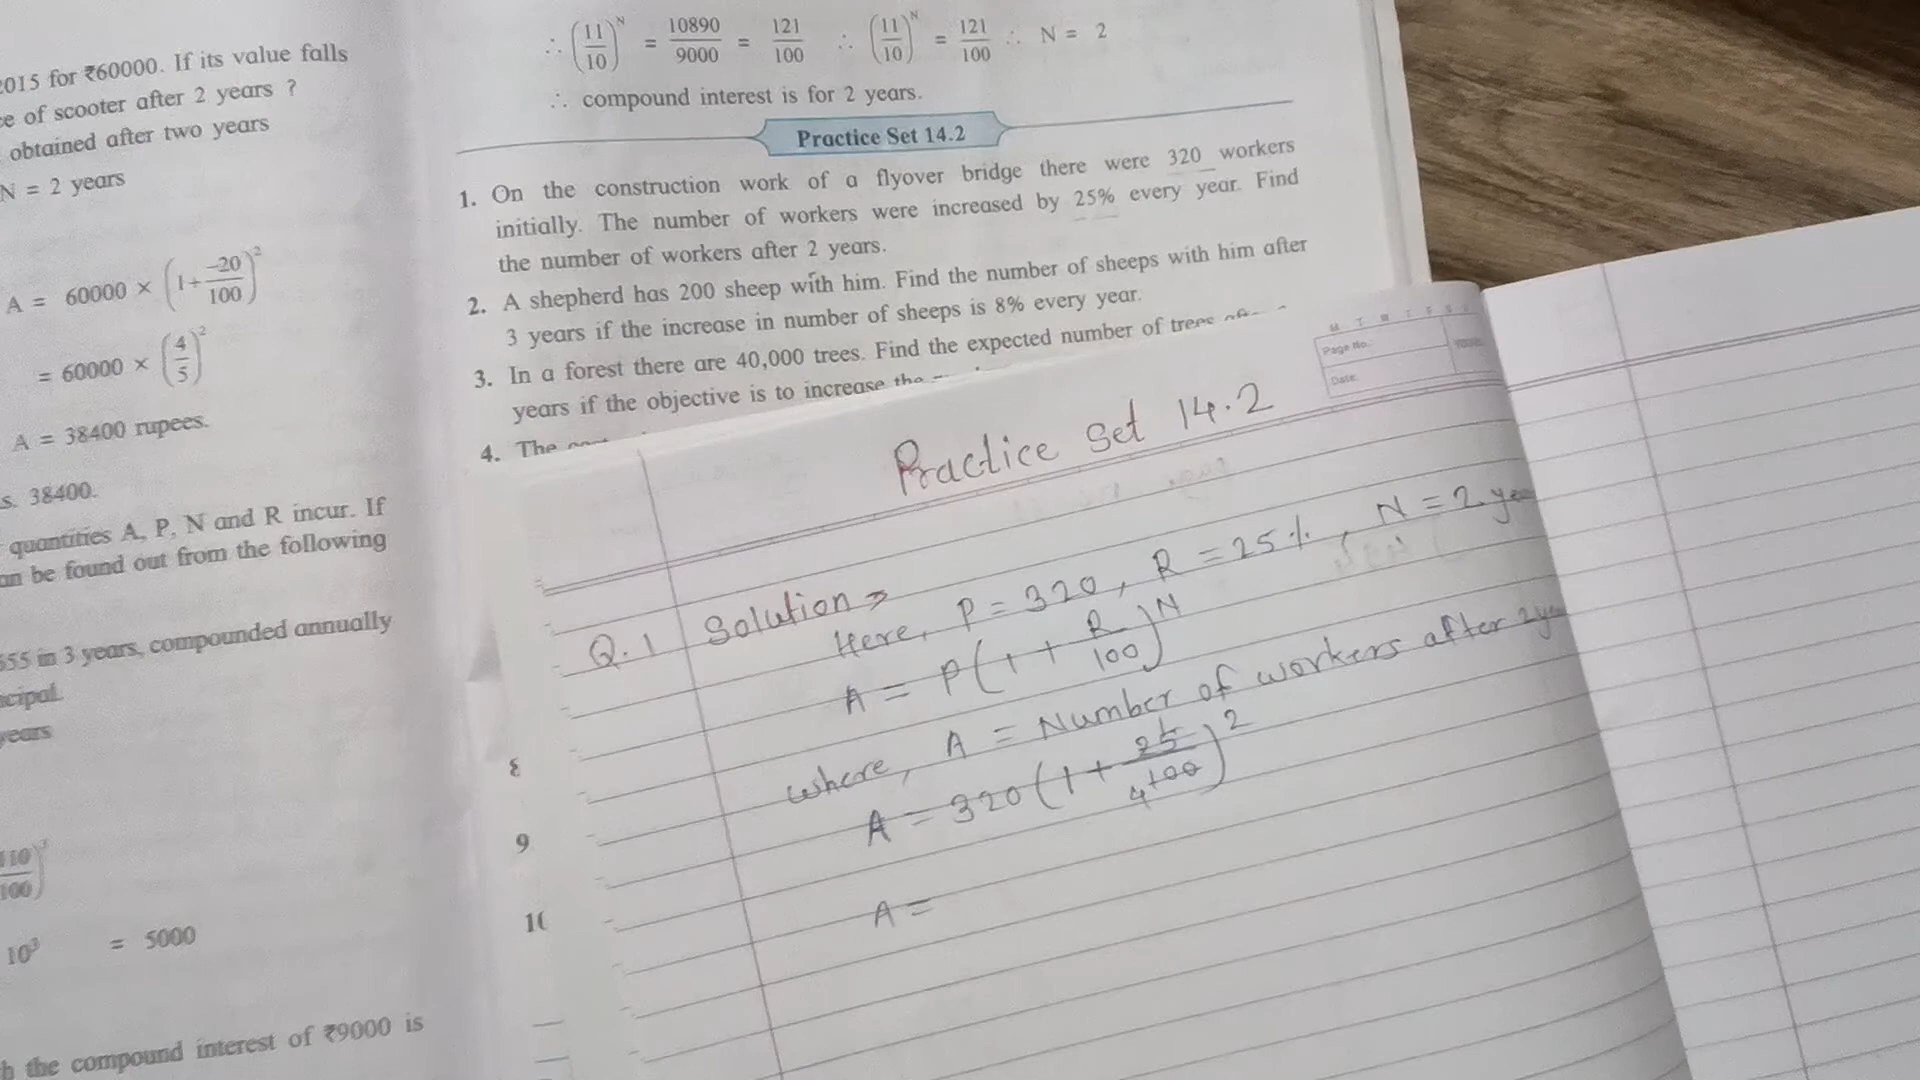 2015 for ₹60000. If its value falls
of scooter after 2 years ?
obtained after two years
N = 2 years
A = 60000 × (1+ -20/100)²
= 60000 × (4/5)²
A = 38400 rupees.
s. 38400.
quantities A, P, N and R incur. If
be found out from the following
655 in 3 years, compounded annually
years
110/100
10³ = 5000
the compound interest of ₹9000 is
∴ (11/10)ᴺ = 10890/9000 = 121/100 ∴ (11/10)ᴺ = 121/100 ∴ N = 2
∴ compound interest is for 2 years.
Practice Set 14.2
1. On the construction work of a flyover bridge there were 320 workers
initially. The number of workers were increased by 25% every year. Find
the number of workers after 2 years.
2. A shepherd has 200 sheep with him. Find the number of sheeps with him after
3 years if the increase in number of sheeps is 8% every year.
3. In a forest there are 40,000 trees. Find the expected number of trees
years if the objective is to increase the
4. The
8
9
10
M T W T F S
Page No.:
Date:
YOUVA
Practice Set 14.2
Q.1 Solution ⇒
Here, P = 320, R = 25%, N = 2
A = P(1 + R/100)ᴺ
where, A = Number of workers after 2
A = 320(1 + 25/4 100)²
A =